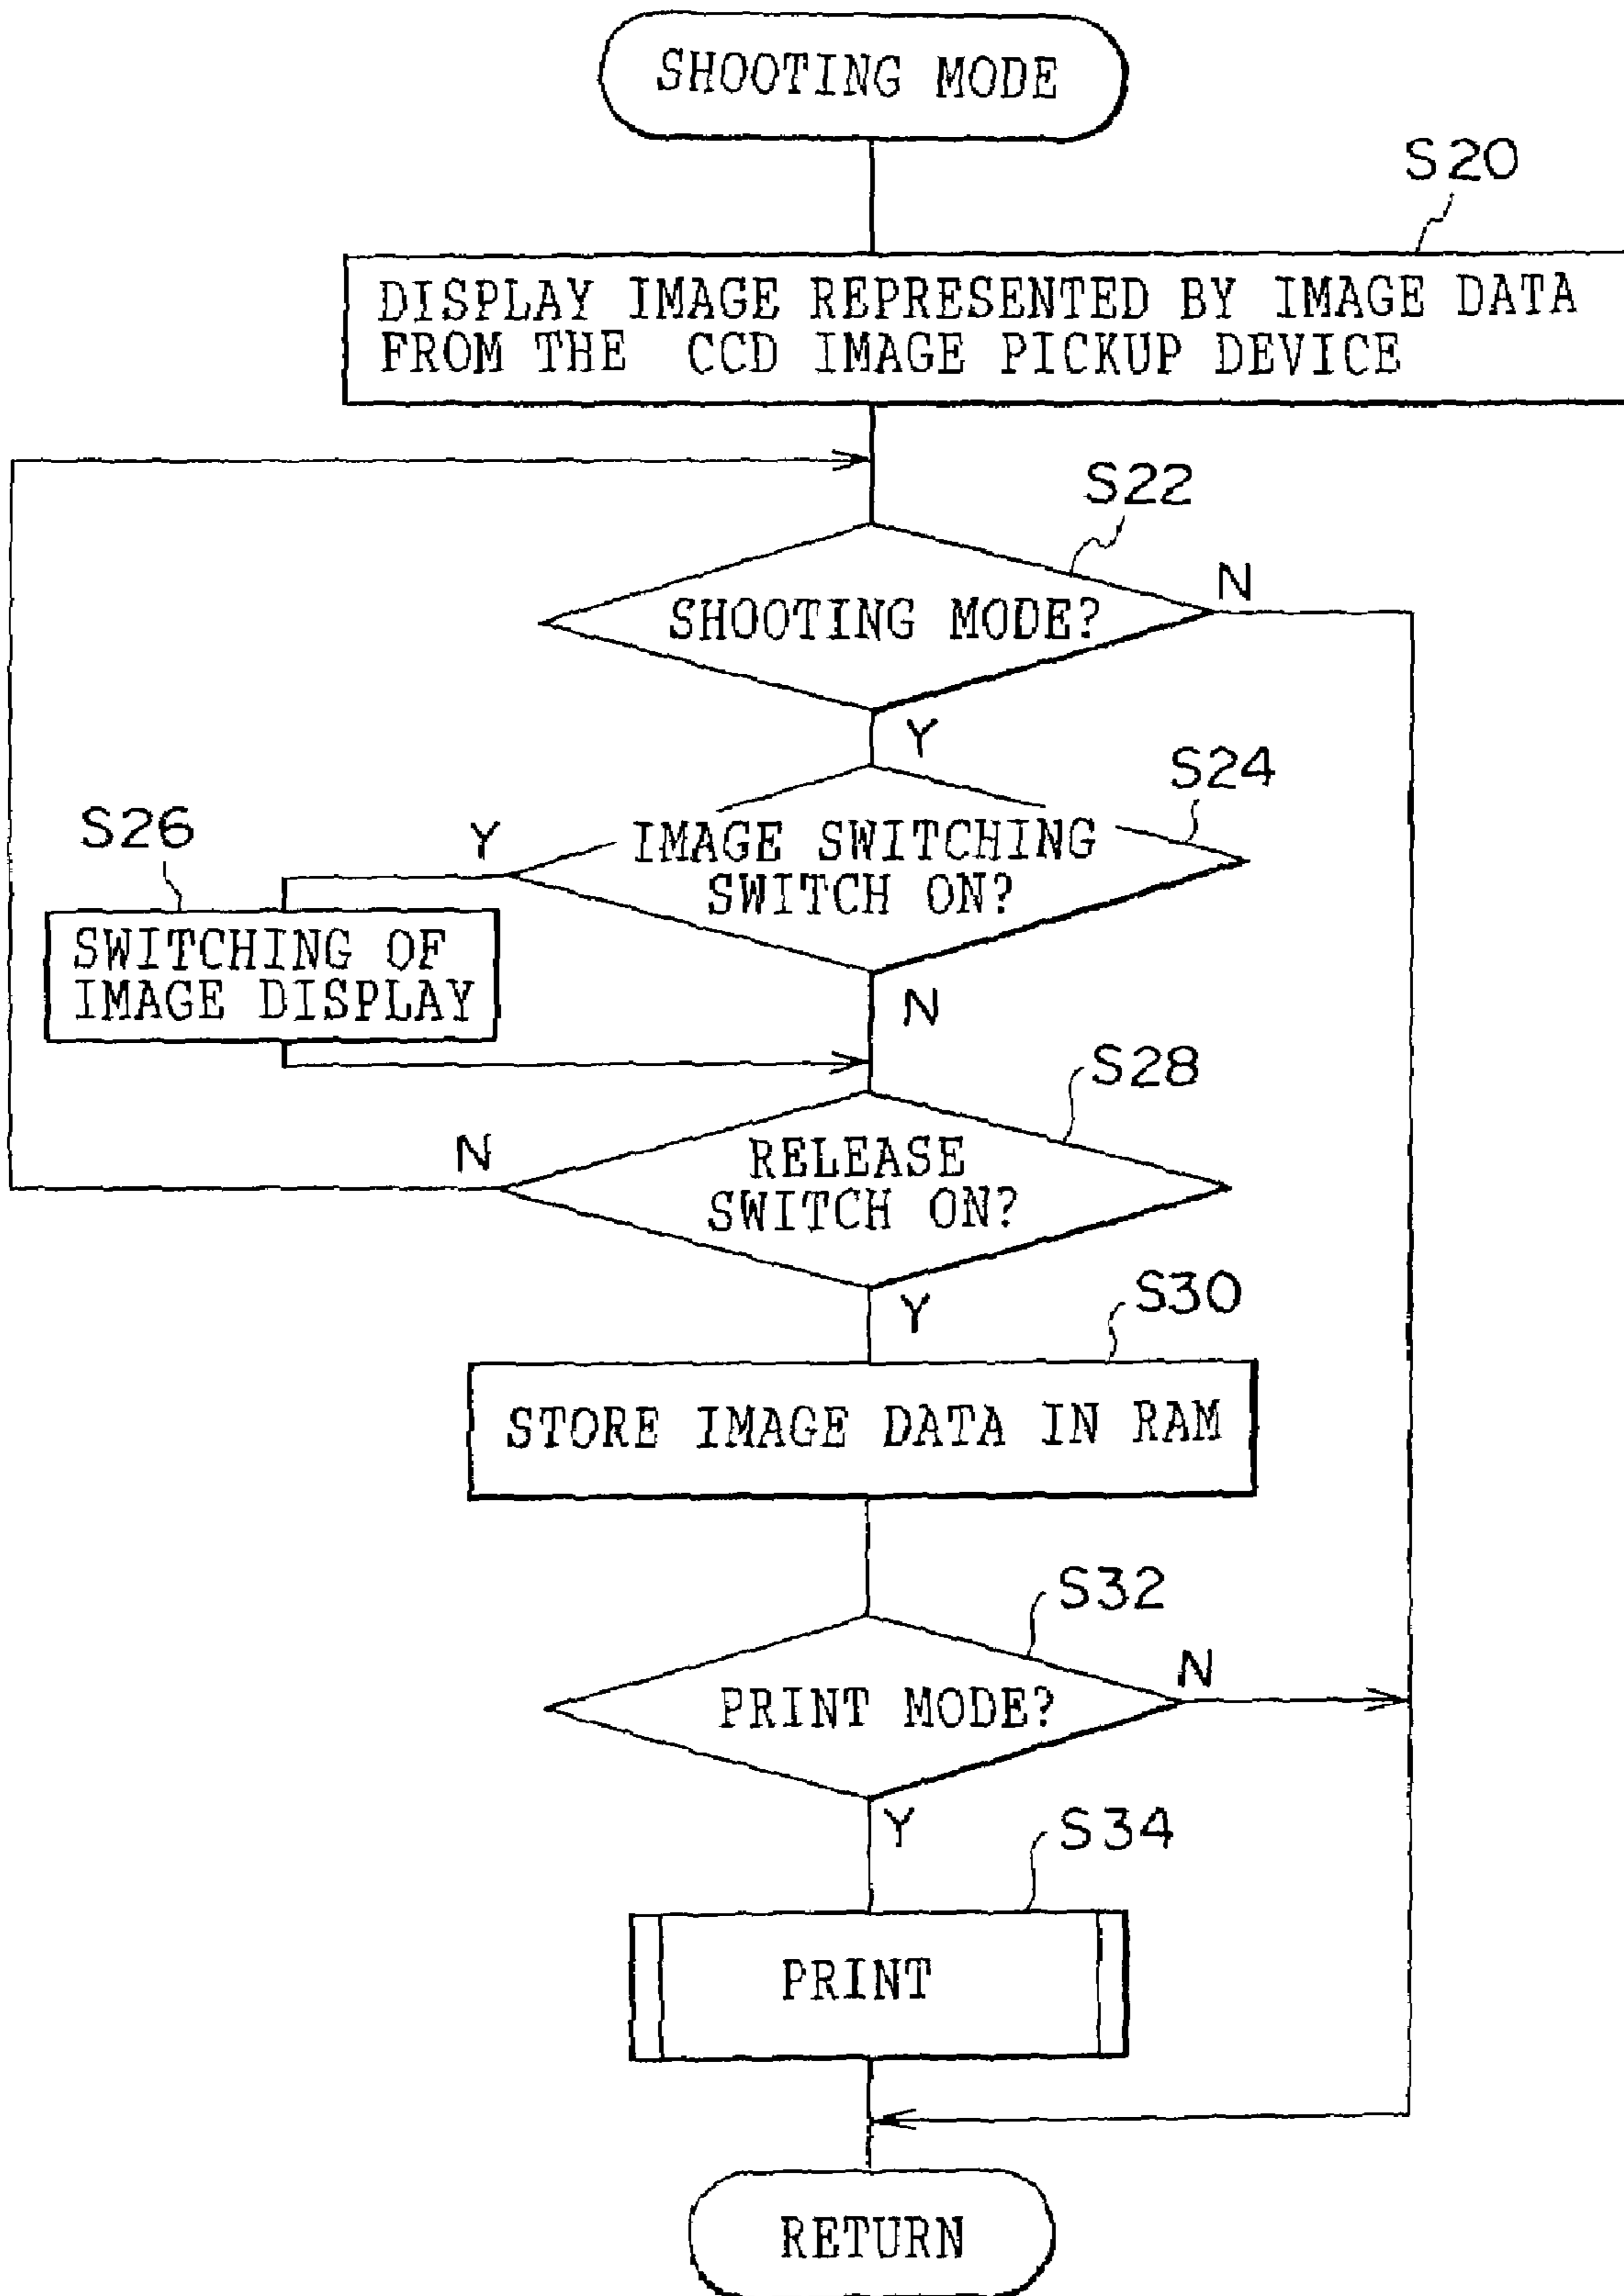 SHOOTING MODE
S20
DISPLAY IMAGE REPRESENTED BY IMAGE DATA
FROM THE CCD IMAGE PICKUP DEVICE
S22
SHOOTING MODE?
N
Y
S24
IMAGE SWITCHING
SWITCH ON?
Y
S26
SWITCHING OF
IMAGE DISPLAY
N
S28
RELEASE
SWITCH ON?
N
Y
S30
STORE IMAGE DATA IN RAM
S32
PRINT MODE?
N
Y
S34
PRINT
RETURN